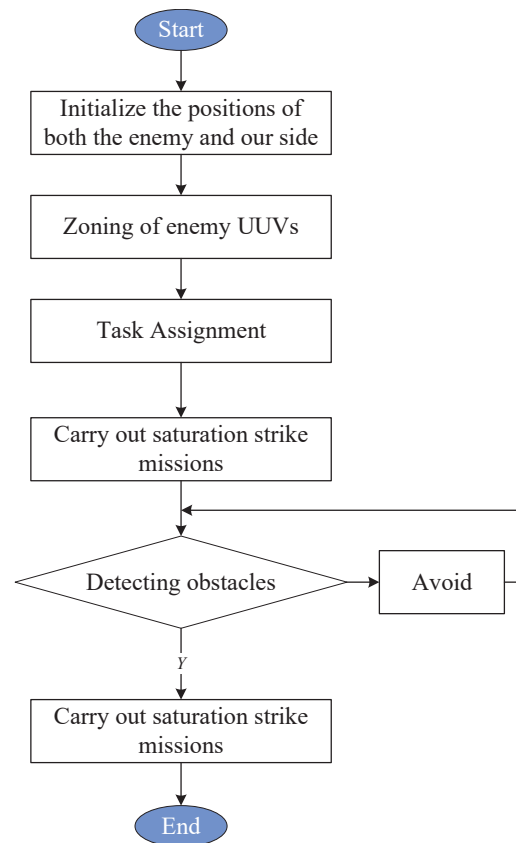 Start
Initialize the positions of
both the enemy and our side
Zoning of enemy UUVs
Task Assignment
Carry out saturation strike
missions
Detecting obstacles
Avoid
Y
Carry out saturation strike
missions
End